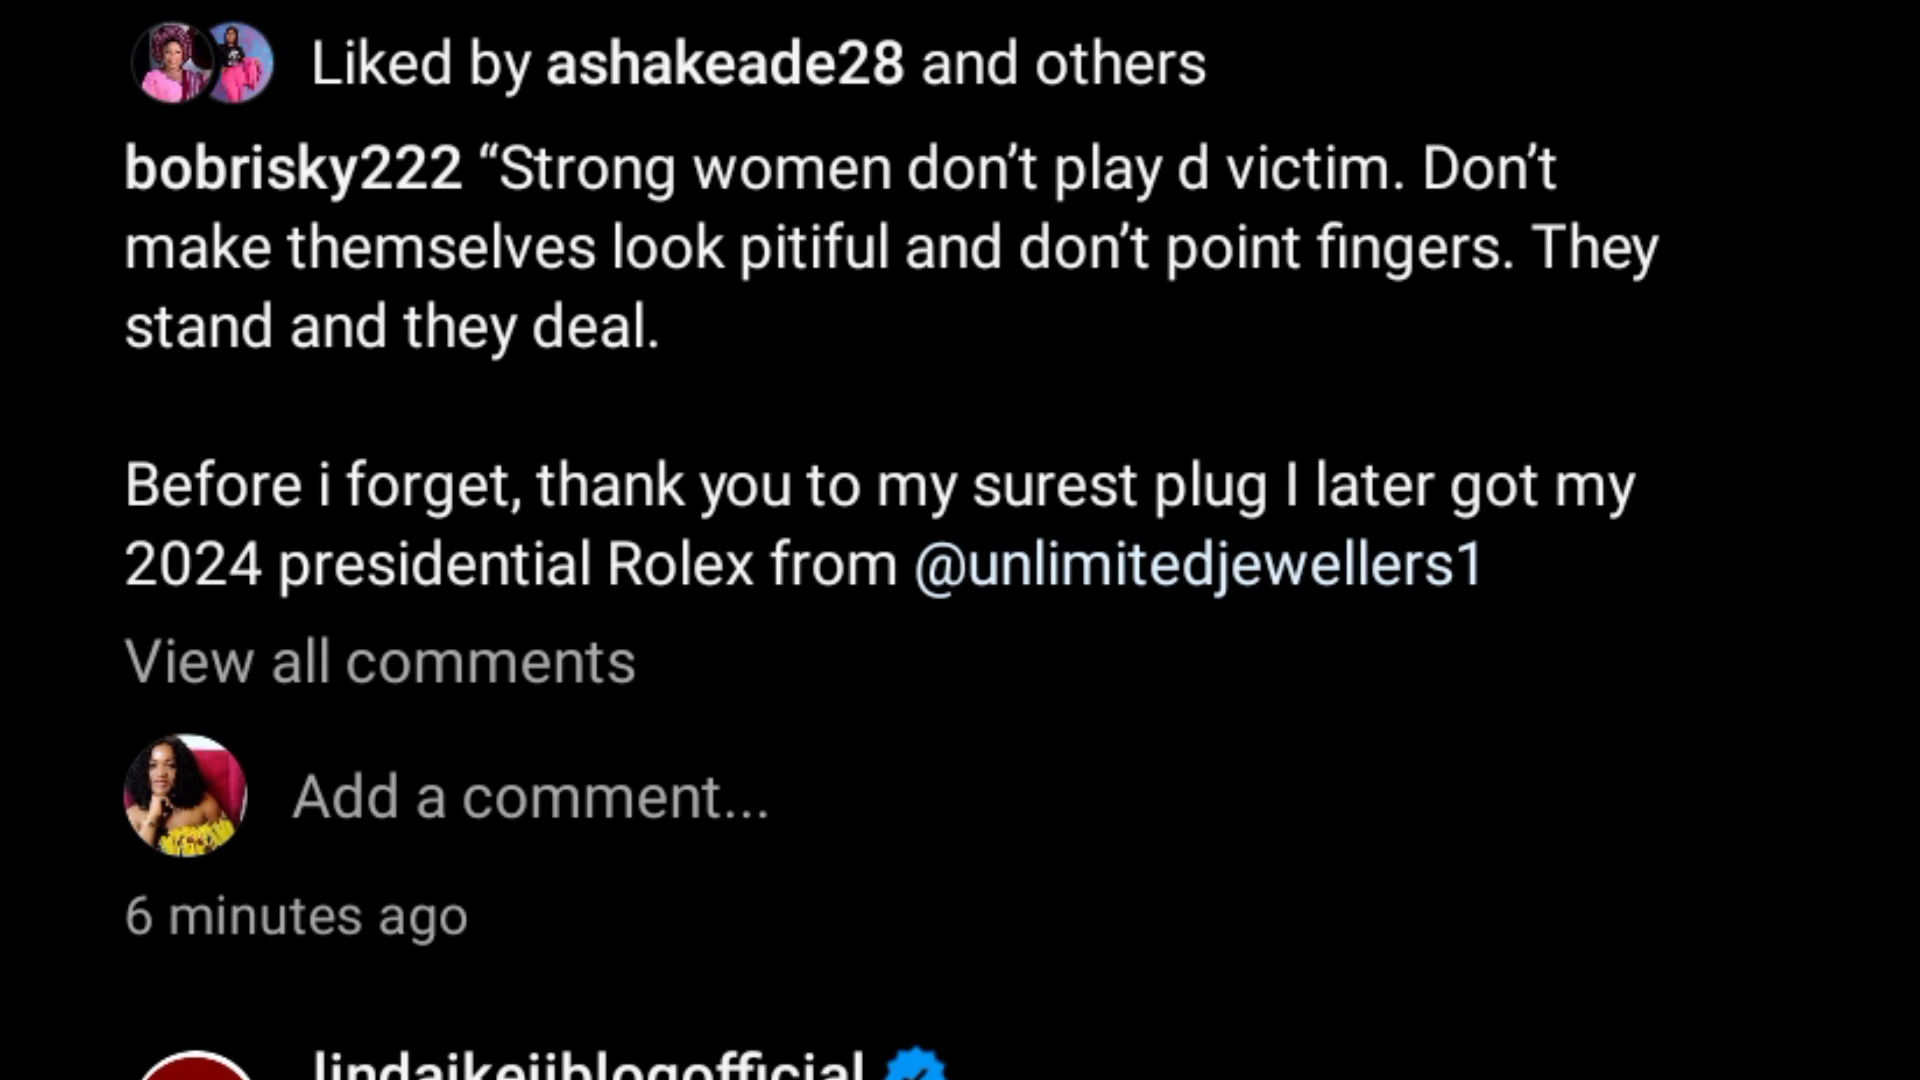 Liked by ashakeade28 and others
bobrisky222 “Strong women don’t play d victim. Don’t
make themselves look pitiful and don’t point fingers. They
stand and they deal.
Before i forget, thank you to my surest plug I later got my
2024 presidential Rolex from @unlimitedjewellers1
View all comments
Add a comment...
6 minutes ago
lindaikejiblogofficial